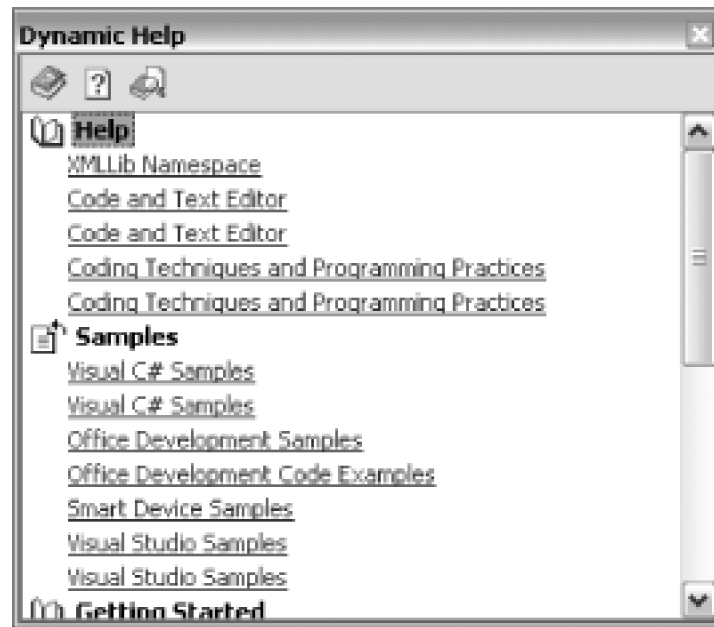 Dynamic Help
Help
XMLLib Namespace
Code and Text Editor
Code and Text Editor
Coding Techniques and Programming Practices
Coding Techniques and Programming Practices
Samples
Visual C# Samples
Visual C# Samples
Office Development Samples
Office Development Code Examples
Smart Device Samples
Visual Studio Samples
Visual Studio Samples
Getting Started